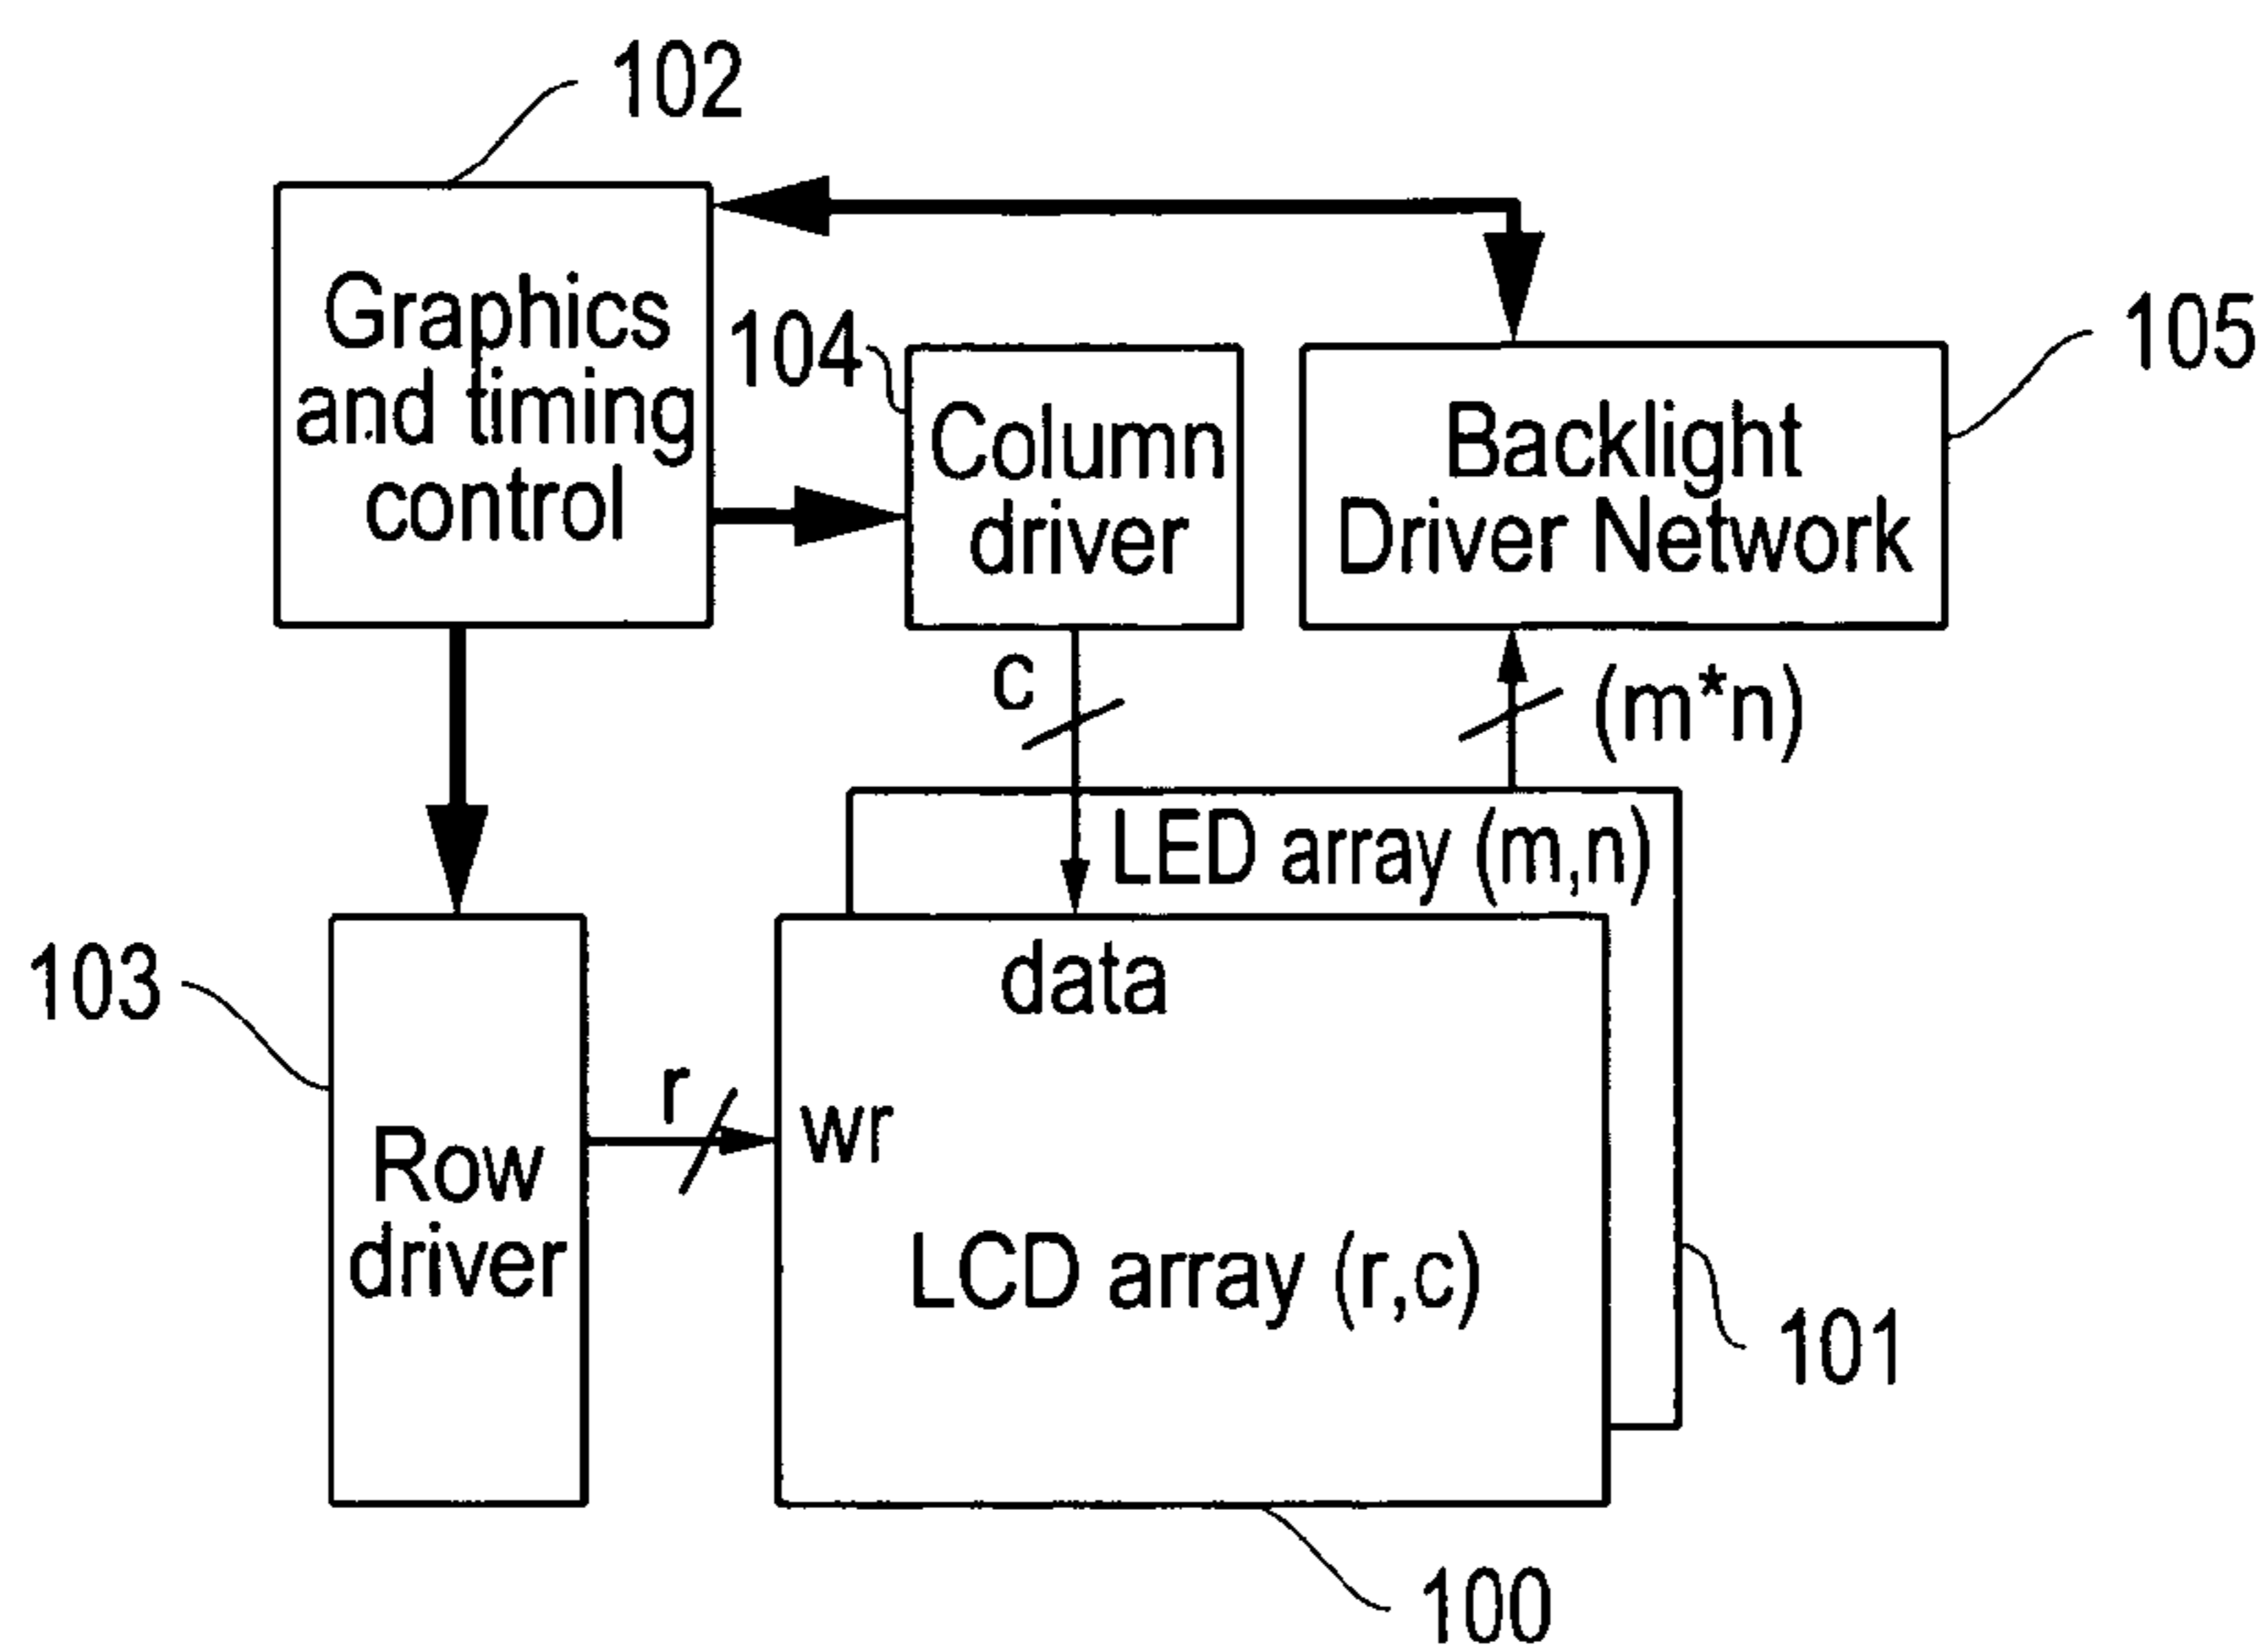 102
Graphics
and timing
control
104
Column
driver
105
Backlight
Driver Network
c
(m*n)
LED array (m,n)
data
103
r
wr
Row
driver
LCD array (r,c)
101
100